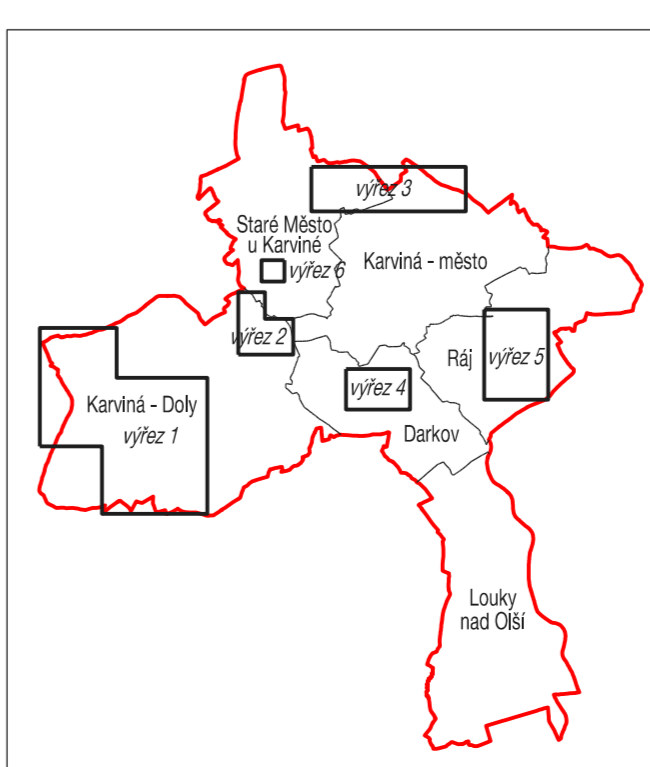 výřez 3
Staré Město
u Karviné
Karviná - město
výřez 6
výřez 2
Ráj
výřez 5
výřez 4
Karviná - Doly
výřez 1
Darkov
Louky
nad Olší